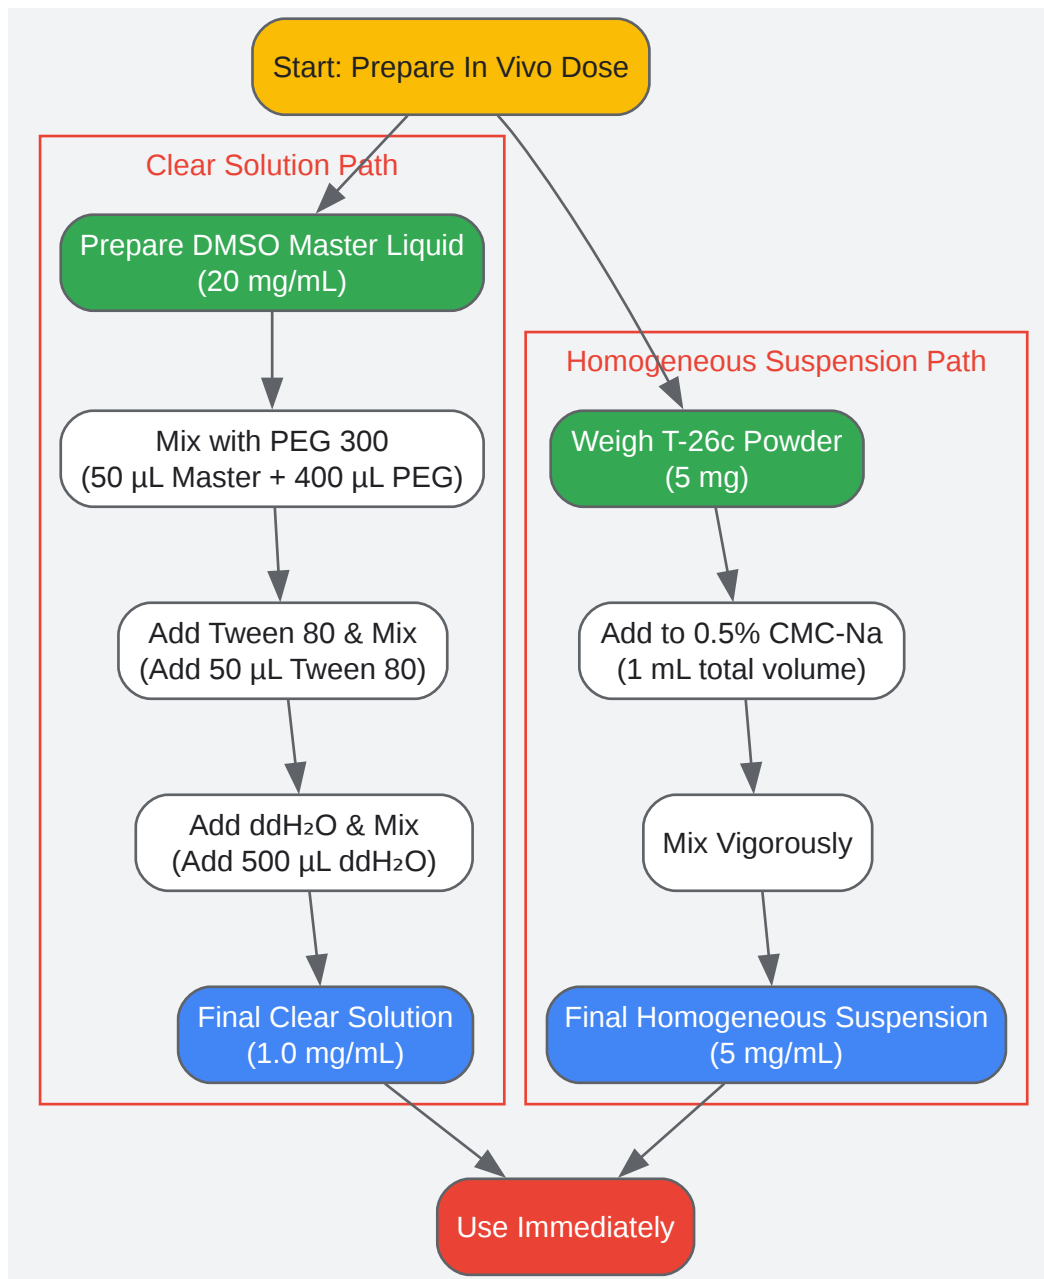 Start: Prepare In Vivo Dose
Clear Solution Path
Prepare DMSO Master Liquid
(20 mg/mL)
Mix with PEG 300
(50 µL Master + 400 µL PEG)
Add Tween 80 & Mix
(Add 50 µL Tween 80)
Add ddH₂O & Mix
(Add 500 µL ddH₂O)
Final Clear Solution
(1.0 mg/mL)
Homogeneous Suspension Path
Weigh T-26c Powder
(5 mg)
Add to 0.5% CMC-Na
(1 mL total volume)
Mix Vigorously
Final Homogeneous Suspension
(5 mg/mL)
Use Immediately